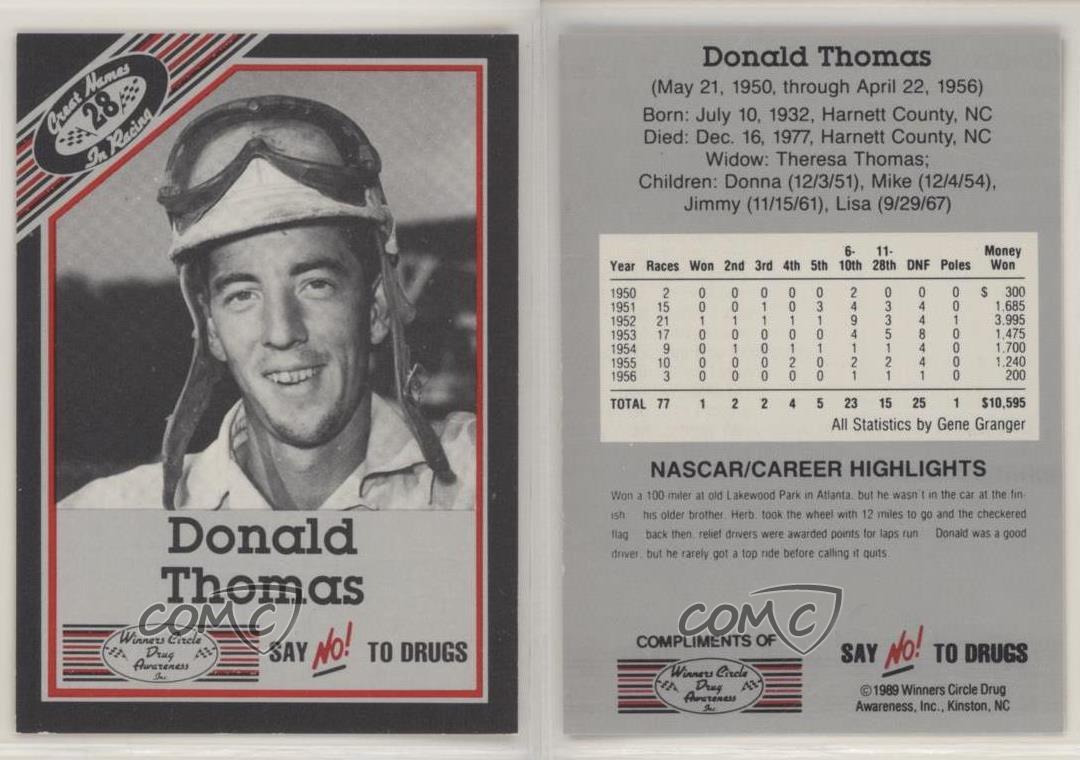 Great Names
28
In Racing
Donald
Thomas
COMC
Winners Circle
Drug
Awareness
Inc.
SAY NO! TO DRUGS
Donald Thomas
(May 21, 1950, through April 22, 1956)
Born: July 10, 1932, Harnett County, NC
Died: Dec. 16, 1977, Harnett County, NC
Widow: Theresa Thomas;
Children: Donna (12/3/51), Mike (12/4/54),
Jimmy (11/15/61), Lisa (9/29/67)
6- 11- Money
Year Races Won 2nd 3rd 4th 5th 10th 28th DNF Poles Won
1950 2 0 0 0 0 0 2 0 0 0 $ 300
1951 15 0 0 1 0 3 4 3 4 0 1,685
1952 21 1 1 1 1 1 9 3 4 1 3,995
1953 17 0 0 0 0 0 4 5 8 0 1,475
1954 9 0 1 0 1 1 1 1 4 0 1,700
1955 10 0 0 0 2 0 2 2 4 0 1,240
1956 3 0 0 0 0 0 1 1 1 0 200
TOTAL 77 1 2 2 4 5 23 15 25 1 $10,595
All Statistics by Gene Granger
NASCAR/CAREER HIGHLIGHTS
Won a 100-miler at old Lakewood Park in Atlanta, but he wasn't in the car at the fin-
ish his older brother, Herb, took the wheel with 12 miles to go and the checkered
flag back then, relief drivers were awarded points for laps run Donald was a good
driver, but he rarely got a top ride before calling it quits.
COMC
COMPLIMENTS OF
Winners Circle
Drug
Awareness
Inc.
SAY NO! TO DRUGS
©1989 Winners Circle Drug
Awareness, Inc., Kinston, NC